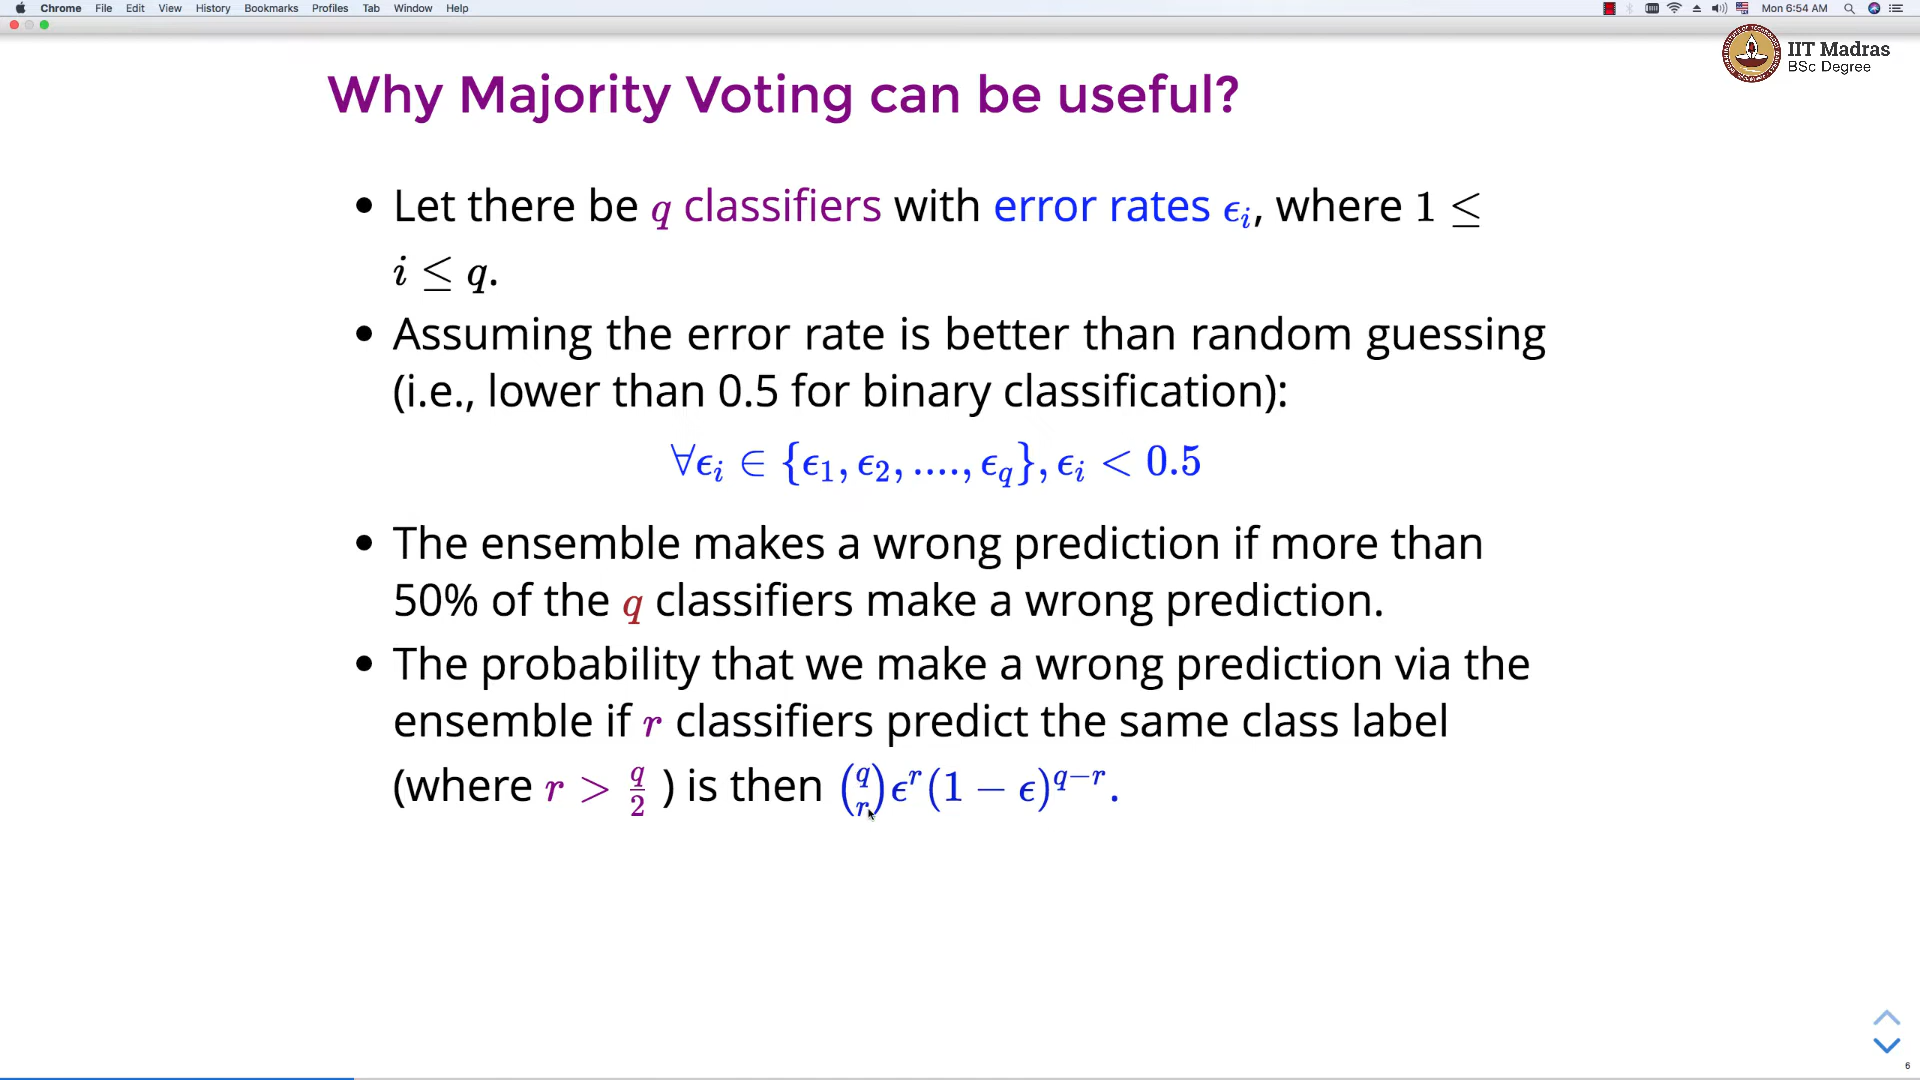 Chrome File Edit View History Bookmarks Profiles Tab Window Help Mon 6:54 AM
IIT Madras
BSc Degree
Why Majority Voting can be useful?
• Let there be q classifiers with error rates ϵᵢ, where 1 ≤
i ≤ q.
• Assuming the error rate is better than random guessing
(i.e., lower than 0.5 for binary classification):
∀ϵᵢ ∈ {ϵ₁, ϵ₂, ...., ϵ_q}, ϵᵢ < 0.5
• The ensemble makes a wrong prediction if more than
50% of the q classifiers make a wrong prediction.
• The probability that we make a wrong prediction via the
ensemble if r classifiers predict the same class label
(where r > q/2 ) is then \binom{q}{r} ϵ^r (1 − ϵ)^{q−r}.
6